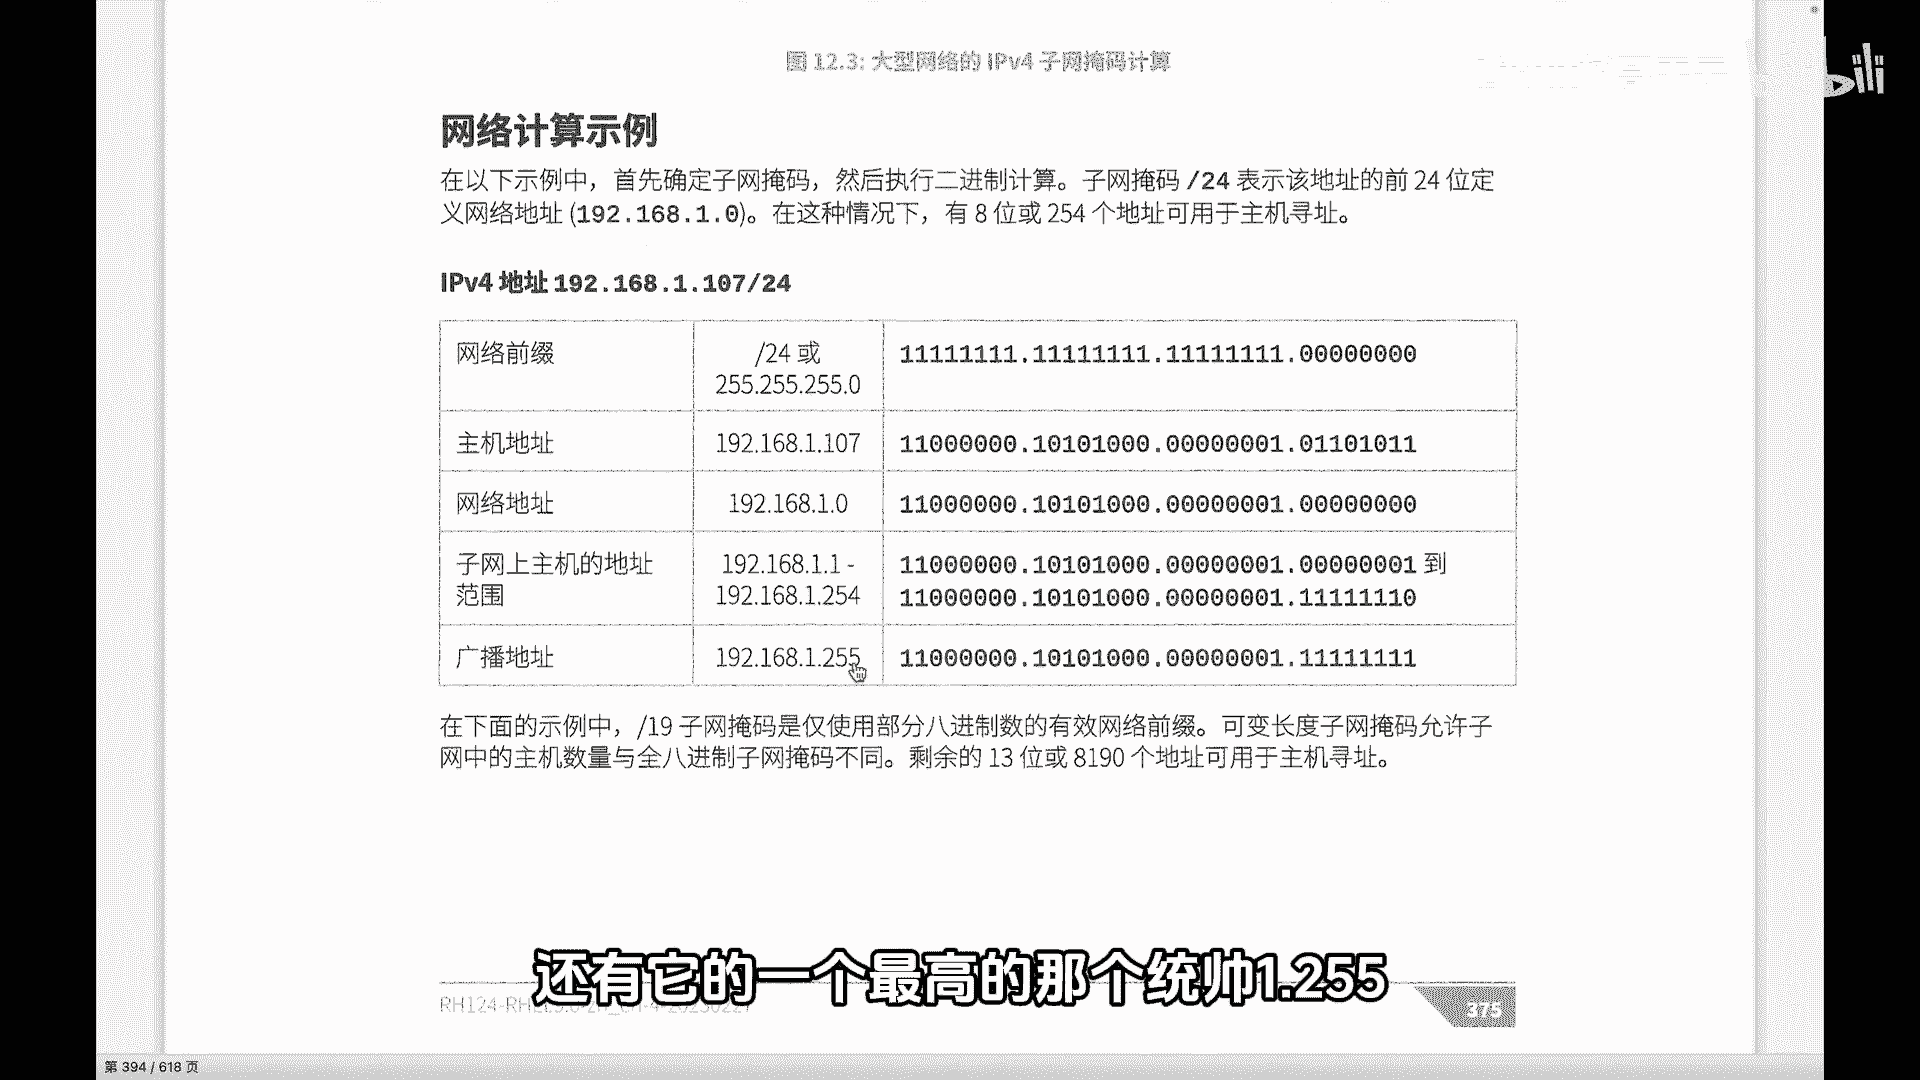 图 12.3: 大型网络的 IPv4 子网掩码计算
bili
网络计算示例
在以下示例中，首先确定子网掩码，然后执行二进制计算。子网掩码 /24 表示该地址的前 24 位定
义网络地址 (192.168.1.0)。在这种情况下，有 8 位或 254 个地址可用于主机寻址。
IPv4 地址 192.168.1.107/24
网络前缀
/24 或
255.255.255.0
11111111.11111111.11111111.00000000
主机地址
192.168.1.107
11000000.10101000.00000001.01101011
网络地址
192.168.1.0
11000000.10101000.00000001.00000000
子网上主机的地址
范围
192.168.1.1 -
192.168.1.254
11000000.10101000.00000001.00000001 到
11000000.10101000.00000001.11111110
广播地址
192.168.1.255
11000000.10101000.00000001.11111111
在下面的示例中，/19 子网掩码是仅使用部分八进制数的有效网络前缀。可变长度子网掩码允许子
网中的主机数量与全八进制子网掩码不同。剩余的 13 位或 8190 个地址可用于主机寻址。
还有它的一个最高的那个统帅1.255
375
第 394 / 618 页